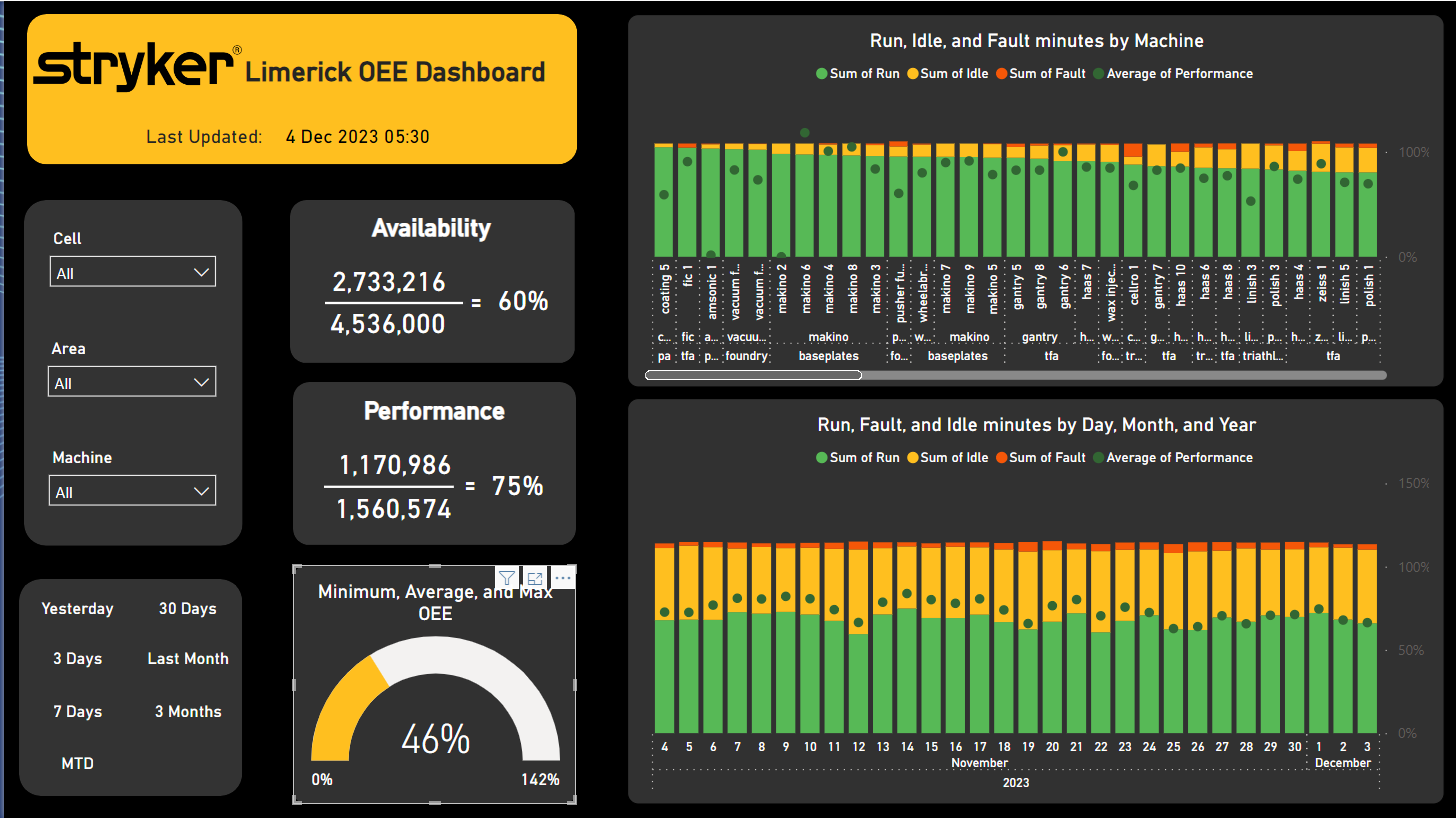 stryker® Limerick OEE Dashboard
Last Updated: 4 Dec 2023 05:30
Cell
All
Area
All
Machine
All
Yesterday 30 Days
3 Days Last Month
7 Days 3 Months
MTD
Availability
2,733,216
4,536,000
= 60%
Performance
1,170,986
1,560,574
= 75%
Minimum, Average, and Max
OEE
46%
0% 142%
Run, Idle, and Fault minutes by Machine
Sum of Run Sum of Idle Sum of Fault Average of Performance
100%
0%
coating 5 fic 1 amsonic 1 vacuum f... vacuum f... makino 2 makino 6 makino 4 makino 8 makino 3 pusher fu... wheelabr... makino 7 makino 9 makino 5 gantry 5 gantry 8 gantry 6 haas 7 wax injec... cellro 1 gantry 7 haas 10 haas 6 haas 8 linish 3 polish 3 haas 4 zeiss 1 linish 5 polish 1
c... fic a... vacuu... makino p... w... makino gantry h... w... c... g... h... h... h... li... p... h... z... li... p...
pa tfa p... foundry baseplates fo... baseplates tfa fo... tr... tfa tr... tfa triathl... tfa
Run, Fault, and Idle minutes by Day, Month, and Year
Sum of Run Sum of Idle Sum of Fault Average of Performance
150%
100%
50%
0%
4 5 6 7 8 9 10 11 12 13 14 15 16 17 18 19 20 21 22 23 24 25 26 27 28 29 30 1 2 3
November December
2023